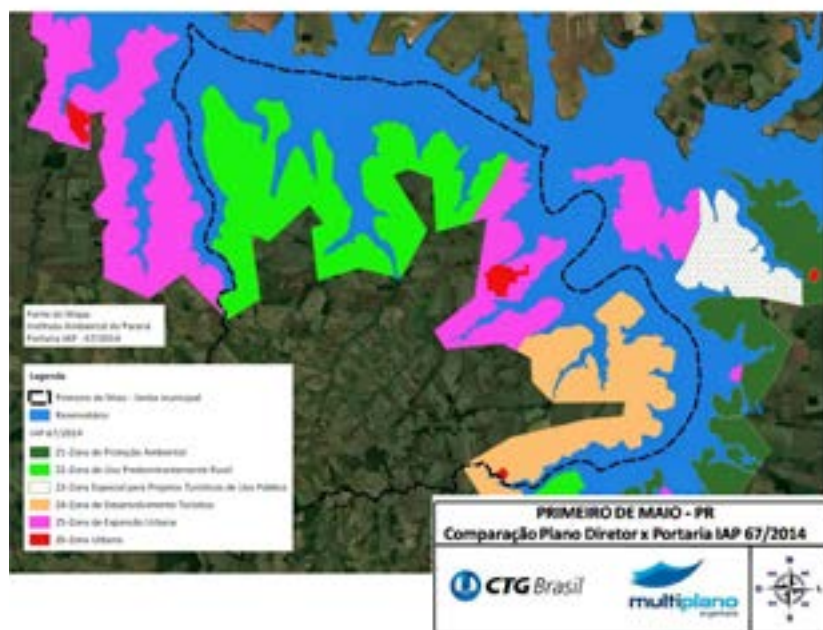 Fonte do Mapa:
Instituto Ambiental do Paraná
Portaria IAP - 67/2014
Legenda
Primeiro de Maio - limite municipal
Reservatório
IAP 67/2014
Z1-Zona de Proteção Ambiental
Z2-Zona de Uso Predominantemente Rural
Z3-Zona Especial para Projetos Turísticos de Uso Público
Z4-Zona de Desenvolvimento Turístico
Z5-Zona de Expansão Urbana
Z6-Zona Urbana
PRIMEIRO DE MAIO - PR
Comparação Plano Diretor x Portaria IAP 67/2014
CTG Brasil
multiplano
engenharia